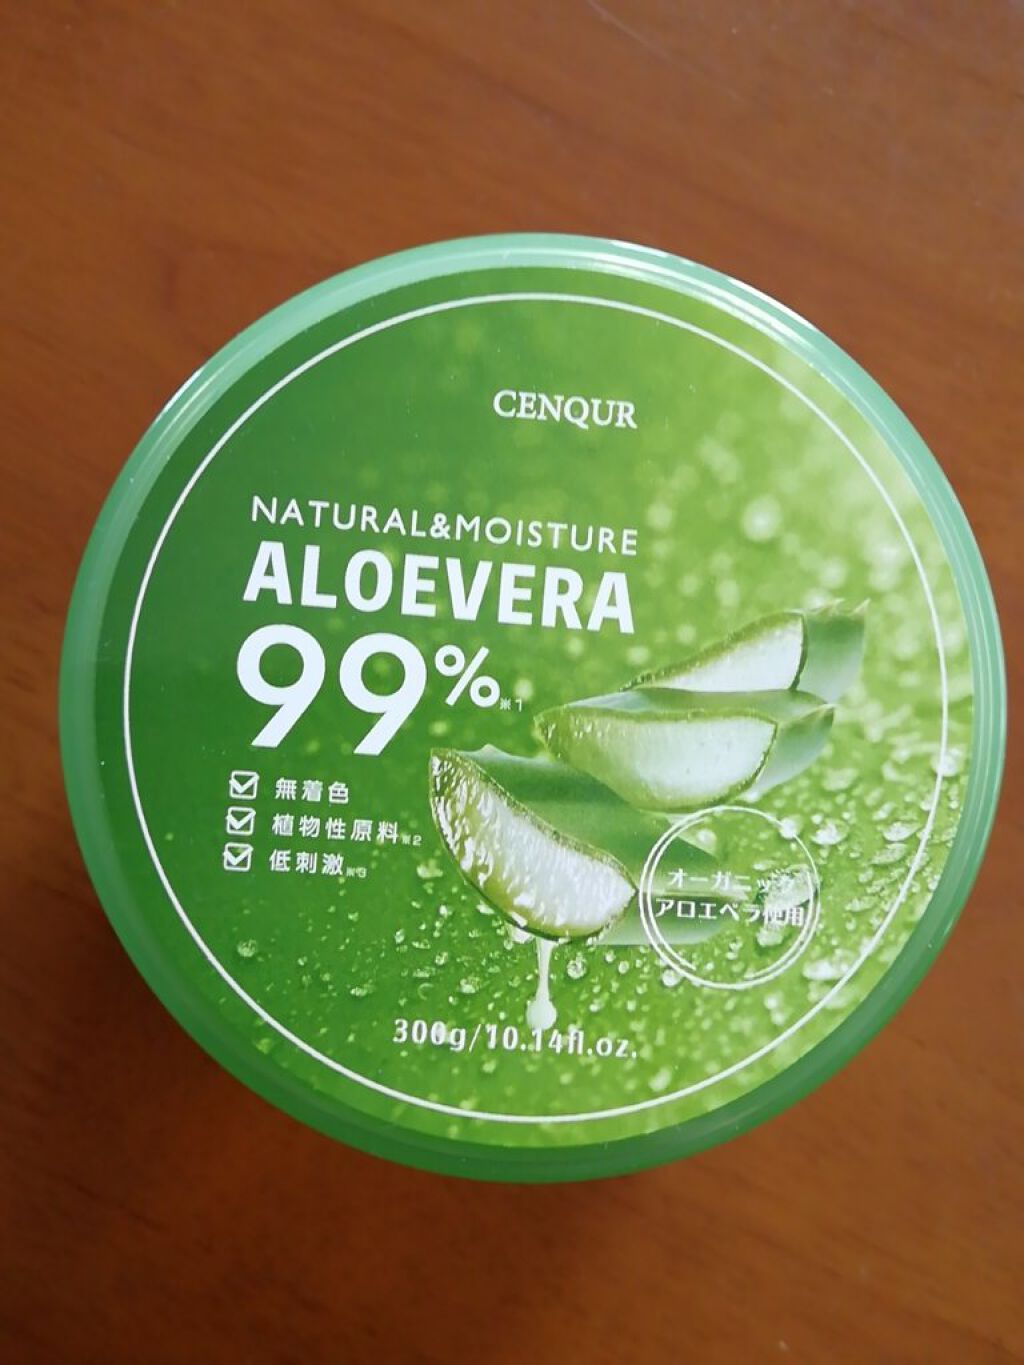 CENQUR
NATURAL&MOISTURE
ALOEVERA
99%※1
無着色
植物性原料※2
低刺激※3
オーガニック
アロエベラ使用
300g/10.14fl.oz.